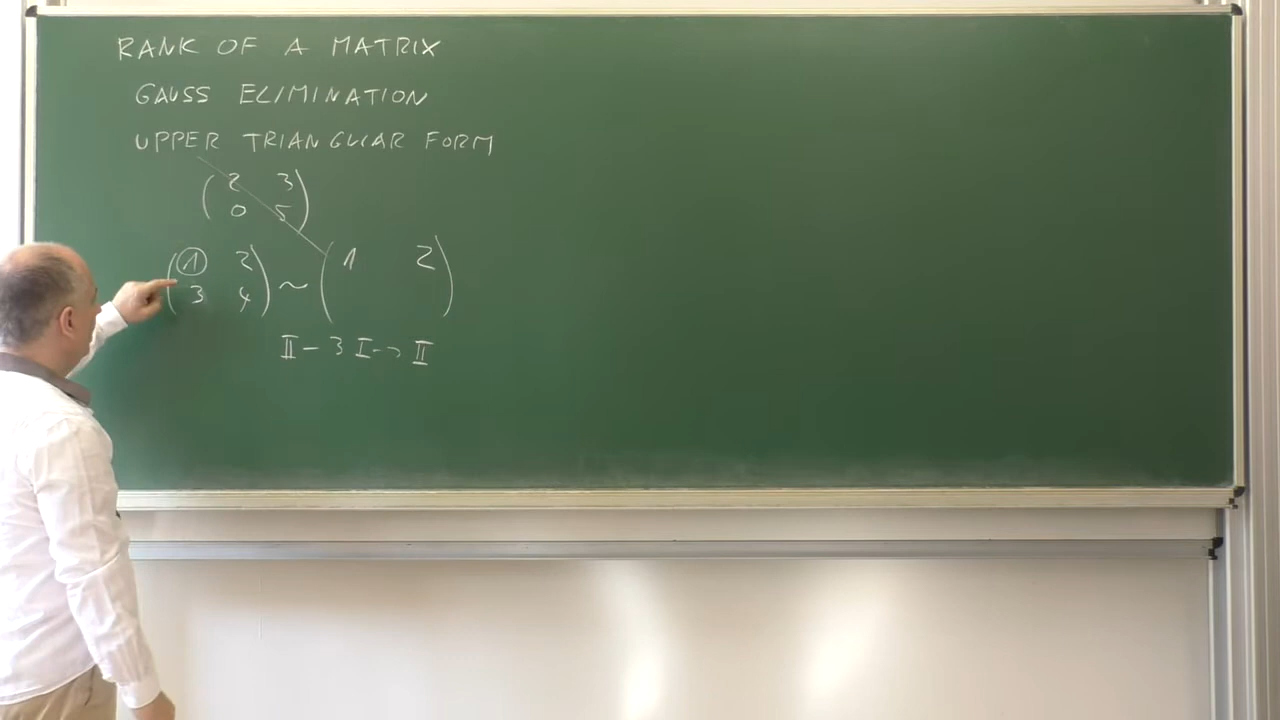 RANK OF A MATRIX
GAUSS ELIMINATION
UPPER TRIANGULAR FORM
( 2 3 )
( 0 5 )
( 1 2 ) ~ ( 1 2 )
( 3 4 )
II - 3 I -> II